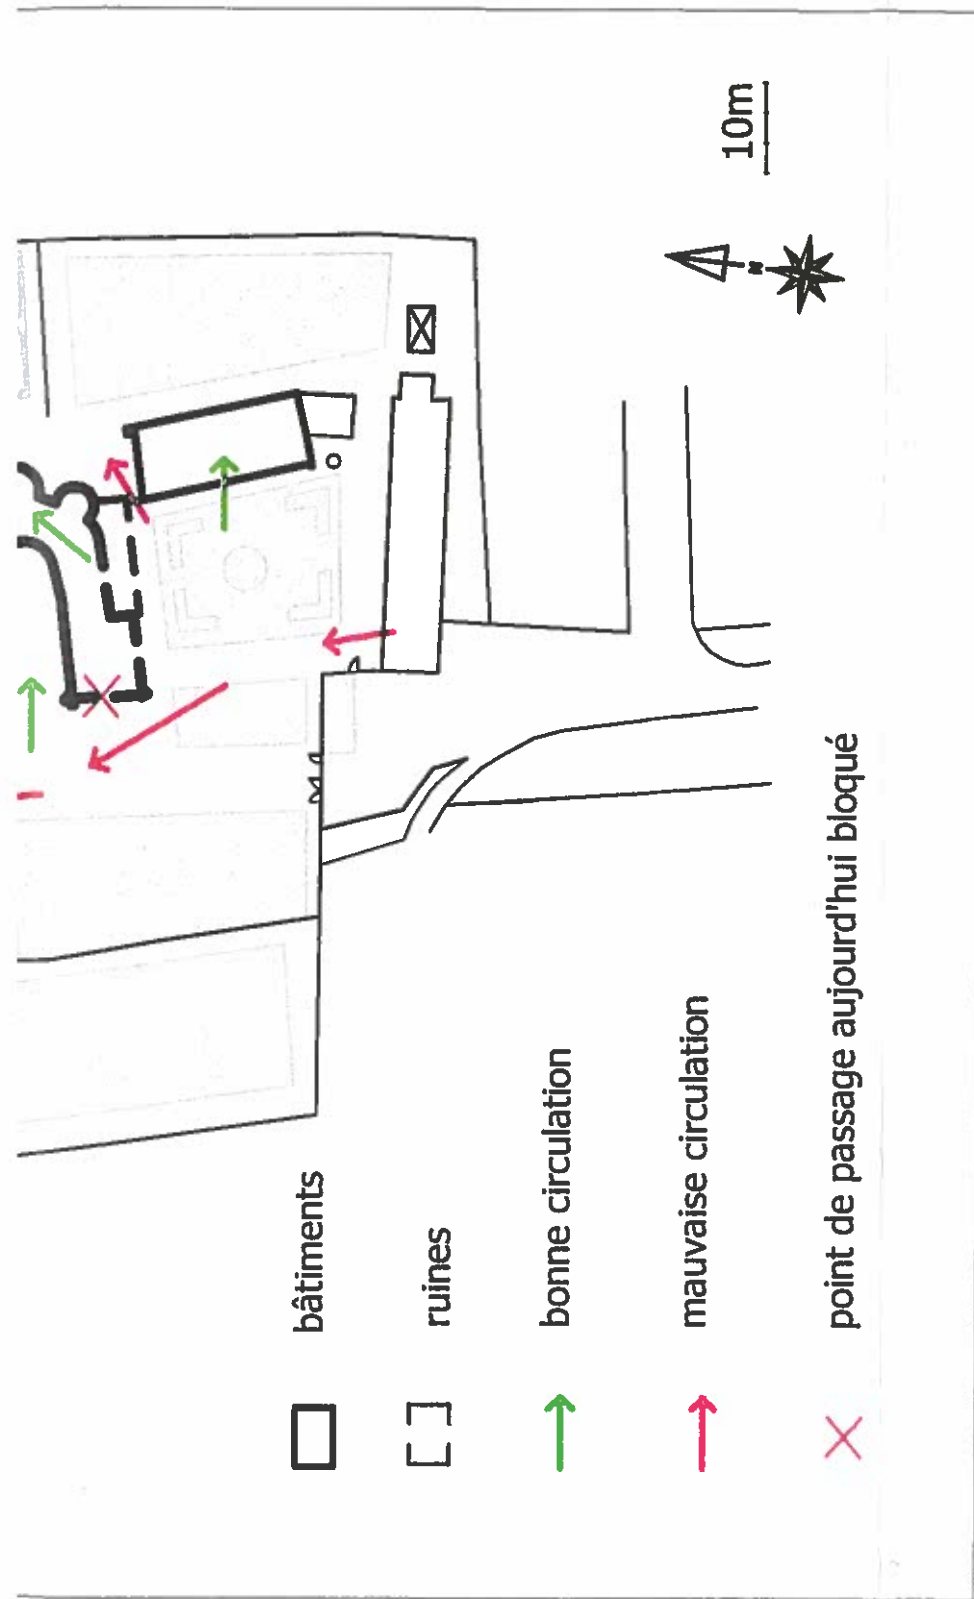 10m
N
bâtiments
ruines
bonne circulation
mauvaise circulation
point de passage aujourd'hui bloqué